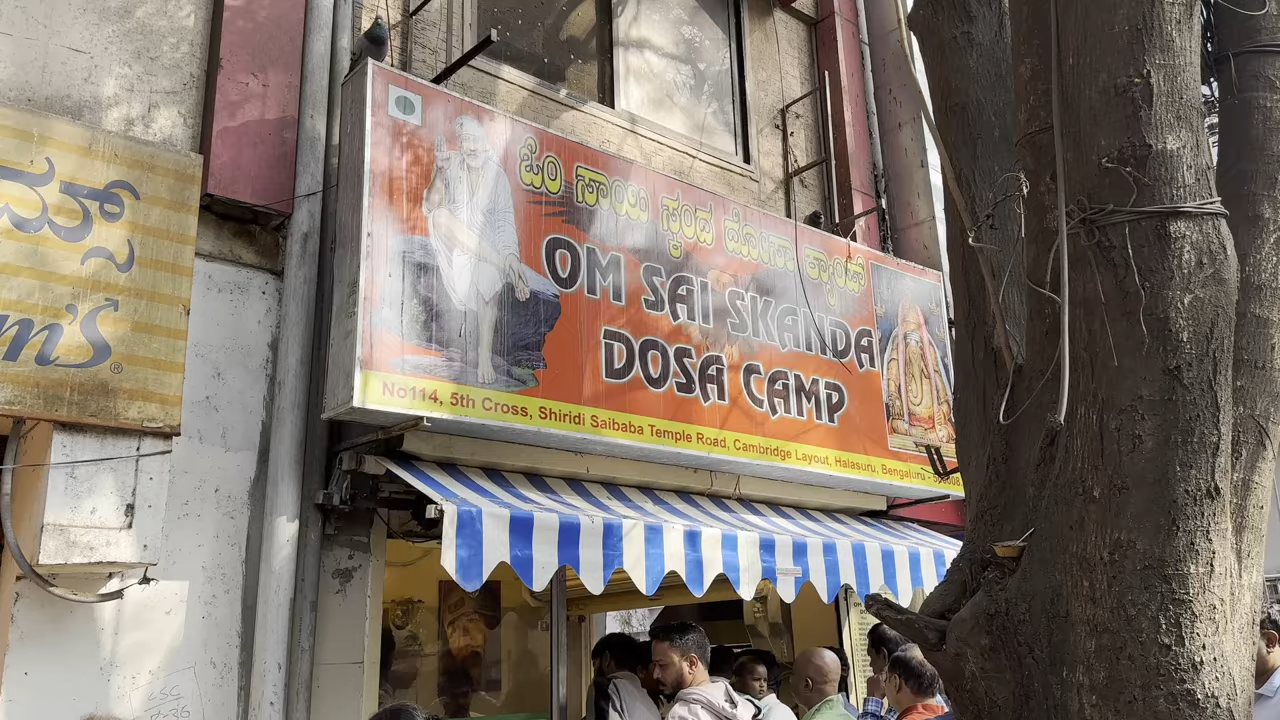 ಓಂ ಸಾಯಿ ಸ್ಕಂದ ದೋಸಾ ಕ್ಯಾಂಪ್
OM SAI SKANDA
DOSA CAMP
No114, 5th Cross, Shiridi Saibaba Temple Road, Cambridge Layout, Halasuru, Bengaluru -
m's®